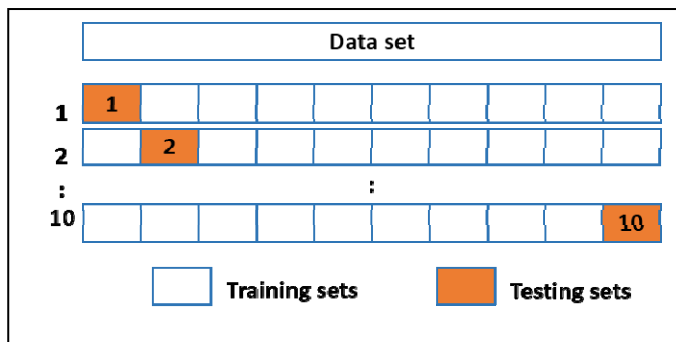 Data set
1 1
2 2
: :
10 10
Training sets Testing sets